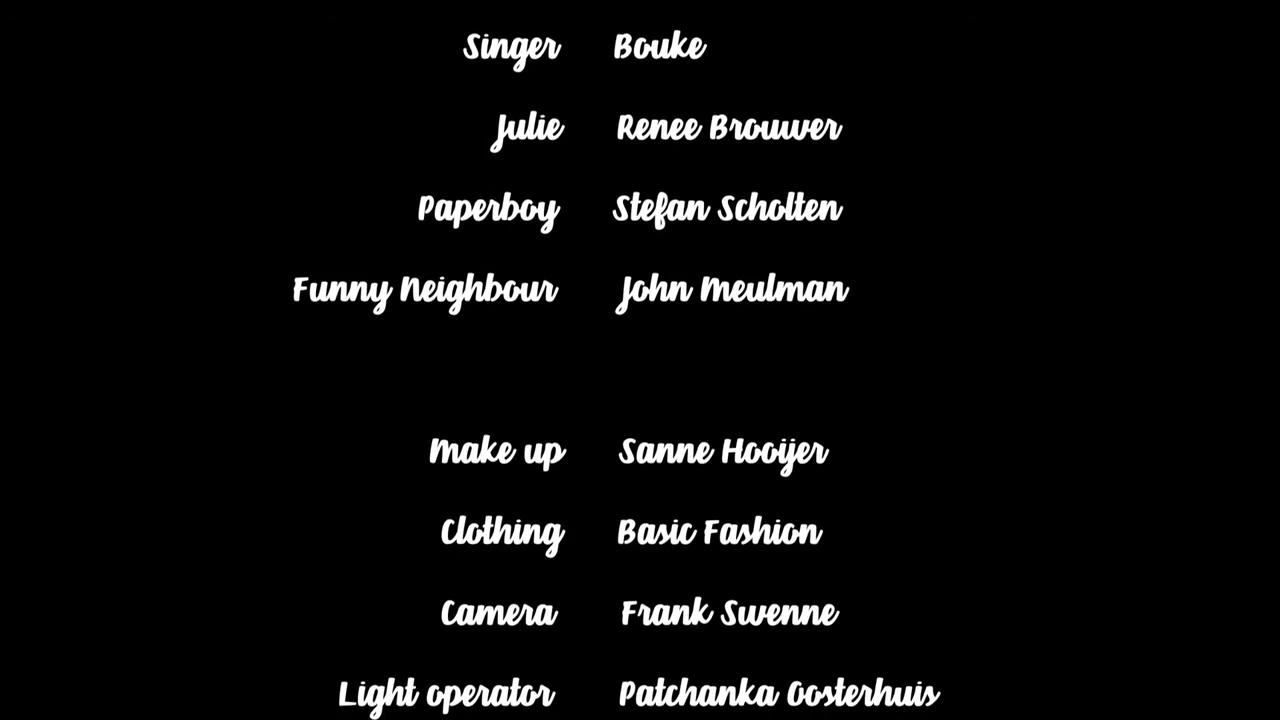 Singer Bouke
Julie Renee Brouwer
Paperboy Stefan Scholten
Funny Neighbour John Meulman
Make up Sanne Hooijer
Clothing Basic Fashion
Camera Frank Swenne
Light operator Patchanka Oosterhuis